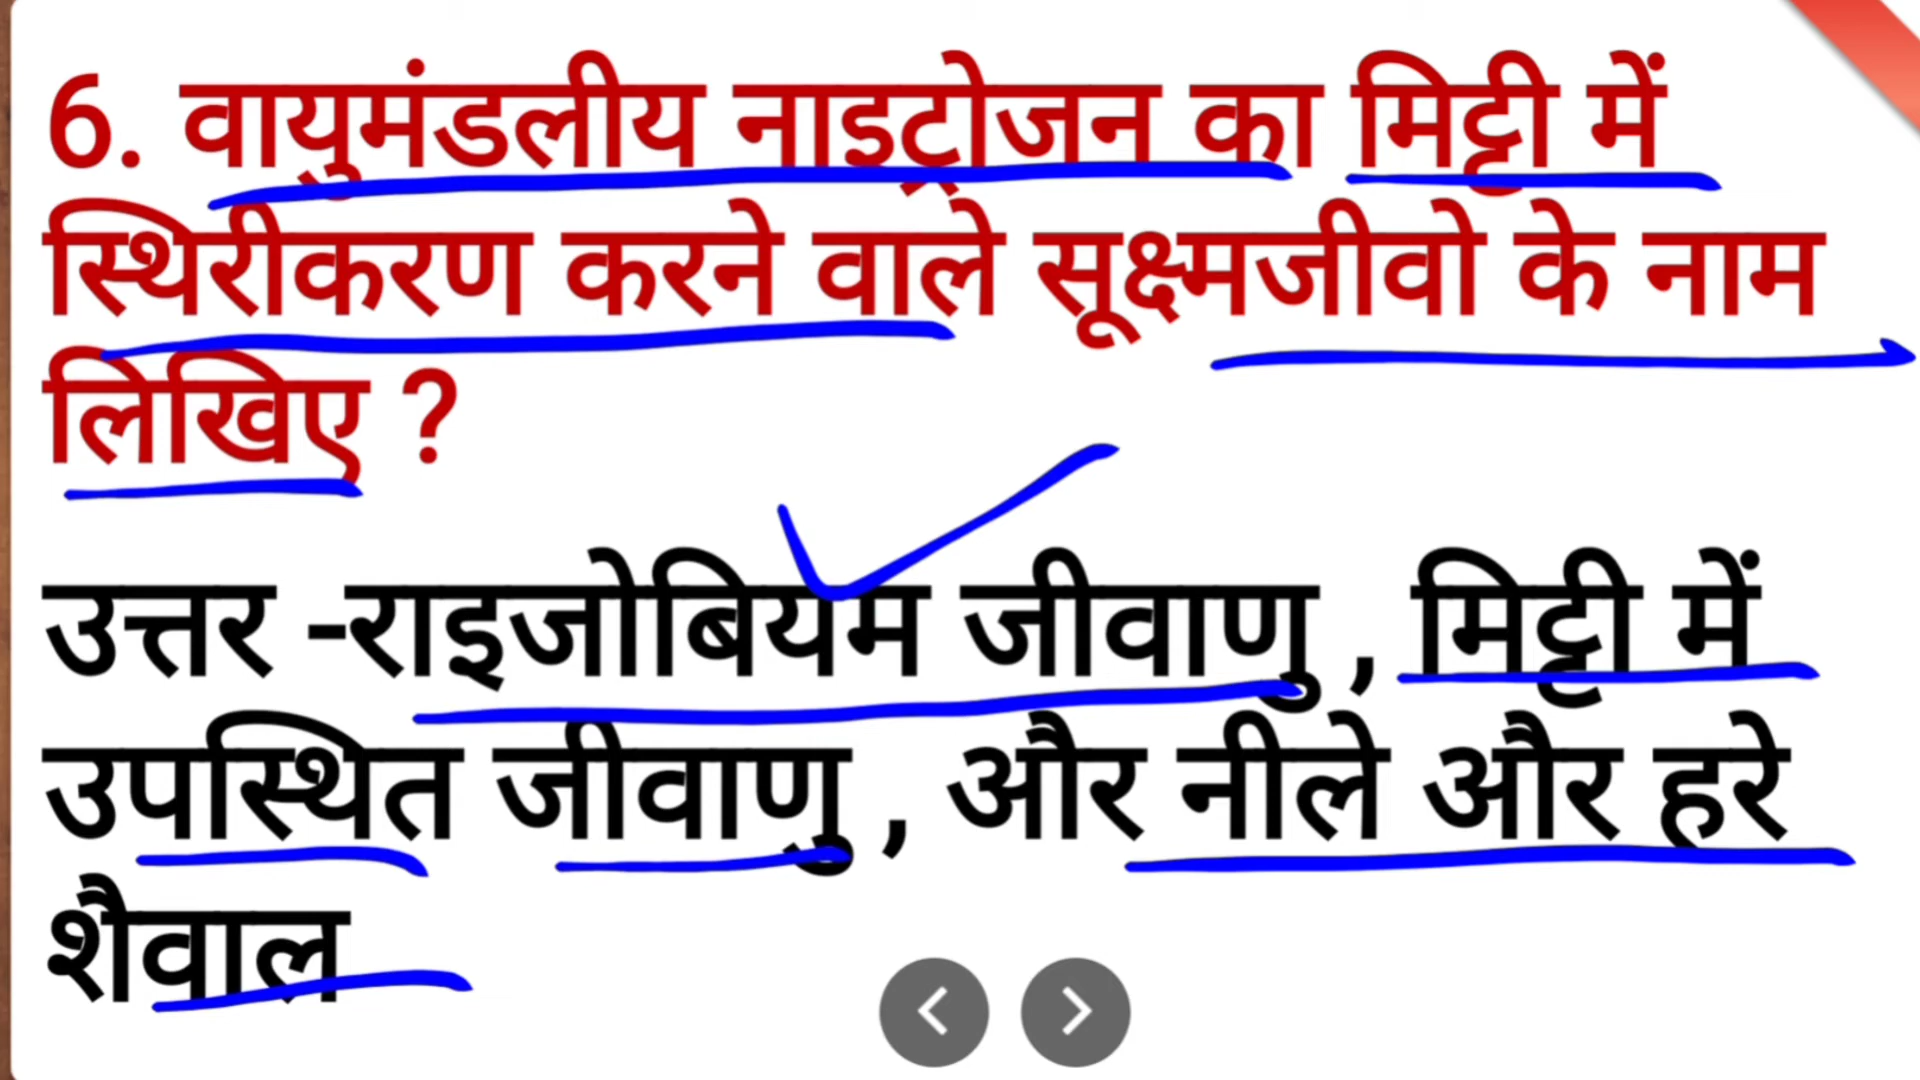 6. वायुमंडलीय नाइट्रोजन का मिट्टी में
स्थिरीकरण करने वाले सूक्ष्मजीवो के नाम
लिखिए ?
उत्तर -राइजोबियम जीवाणु , मिट्टी में
उपस्थित जीवाणु , और नीले और हरे
शैवाल